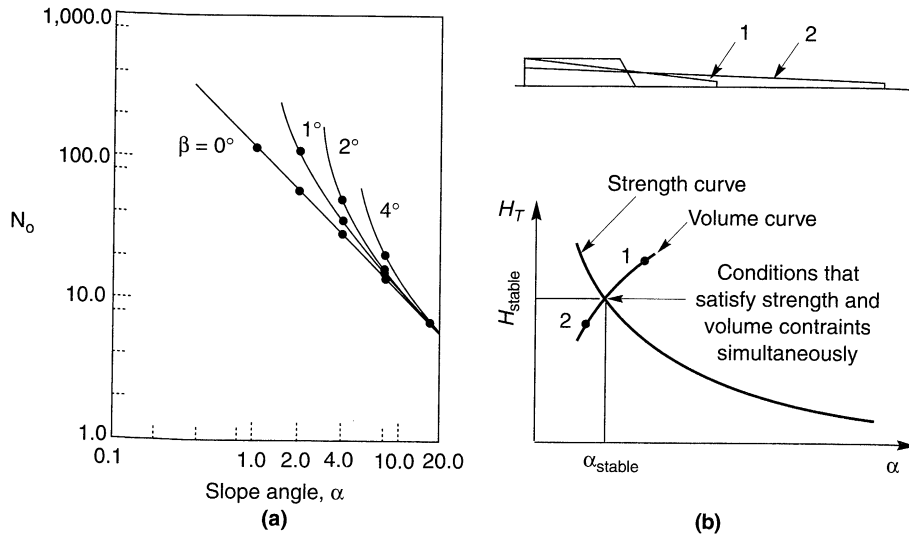 1,000.0
100.0
10.0
1.0
N₀
β = 0°
1°
2°
4°
0.1
1.0
2.0
4.0
10.0
20.0
Slope angle, α
(a)
1
2
H_T
Strength curve
Volume curve
1
2
H_stable
Conditions that
satisfy strength and
volume contraints
simultaneously
α_stable
α
(b)